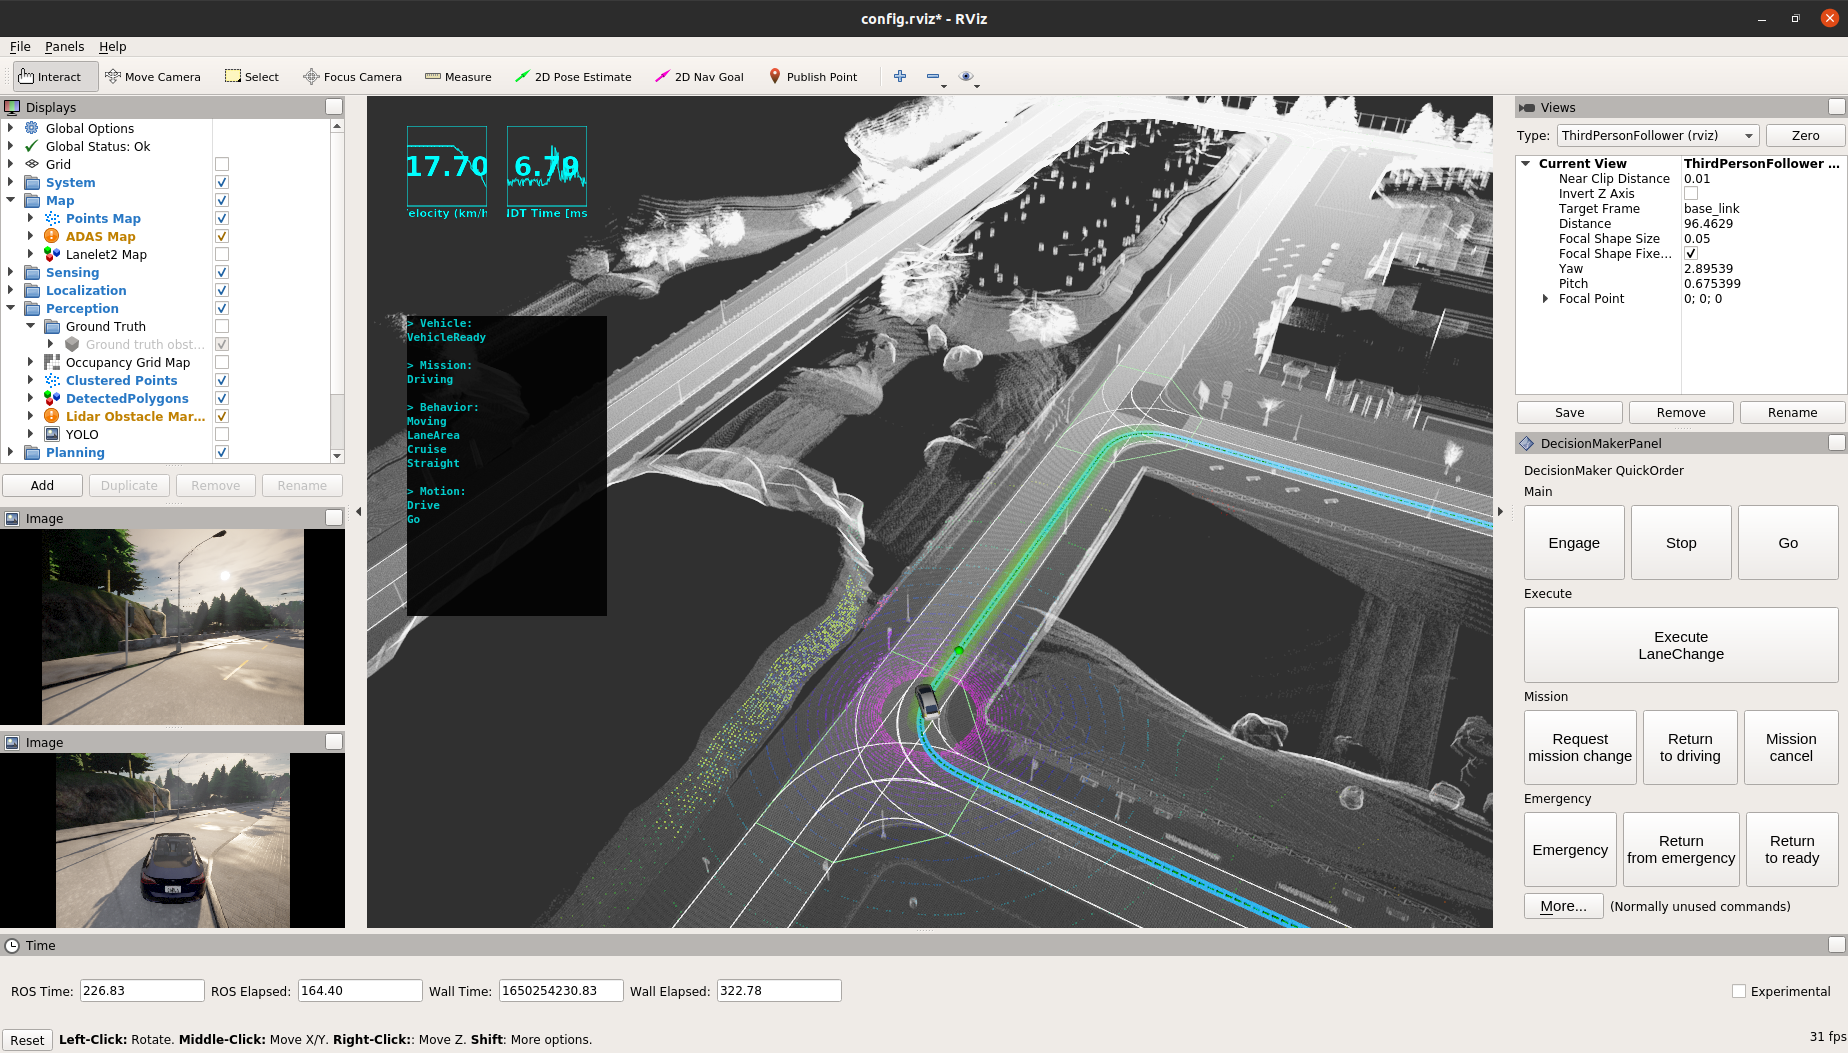 config.rviz* - RViz
File Panels Help
Interact Move Camera Select Focus Camera Measure 2D Pose Estimate 2D Nav Goal Publish Point
Displays
Global Options
Global Status: Ok
Grid
System
Map
Points Map
ADAS Map
Lanelet2 Map
Sensing
Localization
Perception
Ground Truth
Ground truth obst...
Occupancy Grid Map
Clustered Points
DetectedPolygons
Lidar Obstacle Mar...
YOLO
Planning
Add Duplicate Remove Rename
Image
Image
17.70
elocity (km/h
6.79
NDT Time [ms
> Vehicle:
VehicleReady
> Mission:
Driving
> Behavior:
Moving
LaneArea
Cruise
Straight
> Motion:
Drive
Go
Views
Type: ThirdPersonFollower (rviz) Zero
Current View ThirdPersonFollower ...
Near Clip Distance 0.01
Invert Z Axis
Target Frame base_link
Distance 96.4629
Focal Shape Size 0.05
Focal Shape Fixe...
Yaw 2.89539
Pitch 0.675399
Focal Point 0; 0; 0
Save Remove Rename
DecisionMakerPanel
DecisionMaker QuickOrder
Main
Engage Stop Go
Execute
Execute
LaneChange
Mission
Request
mission change
Return
to driving
Mission
cancel
Emergency
Emergency
Return
from emergency
Return
to ready
More... (Normally unused commands)
Time
ROS Time: 226.83 ROS Elapsed: 164.40 Wall Time: 1650254230.83 Wall Elapsed: 322.78 Experimental
Reset Left-Click: Rotate. Middle-Click: Move X/Y. Right-Click:: Move Z. Shift: More options. 31 fps